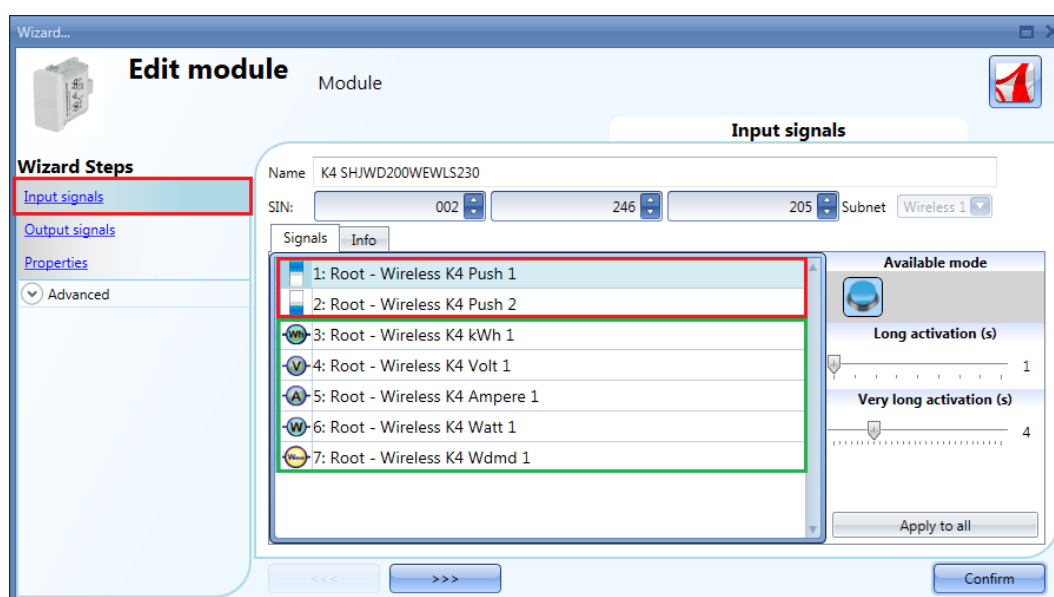 Wizard...
Edit module
Module
Input signals
Wizard Steps
Input signals
Output signals
Properties
Advanced
Name K4 SHJWD200WEWLS230
SIN: 002 246 205 Subnet Wireless 1
Signals Info
1: Root - Wireless K4 Push 1
2: Root - Wireless K4 Push 2
Wh 3: Root - Wireless K4 kWh 1
V 4: Root - Wireless K4 Volt 1
A 5: Root - Wireless K4 Ampere 1
W 6: Root - Wireless K4 Watt 1
7: Root - Wireless K4 Wdmd 1
Available mode
Long activation (s)
1
Very long activation (s)
4
Apply to all
<<< >>> Confirm